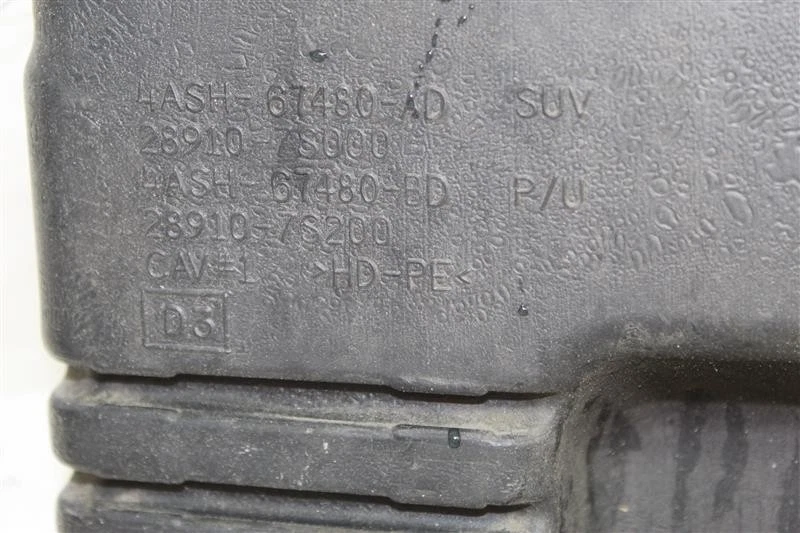 4ASH-67480-AD SUV
28910-7S000
4ASH-67480-BD P/U
28910-7S200
CAV-1 >HD-PE<
D3